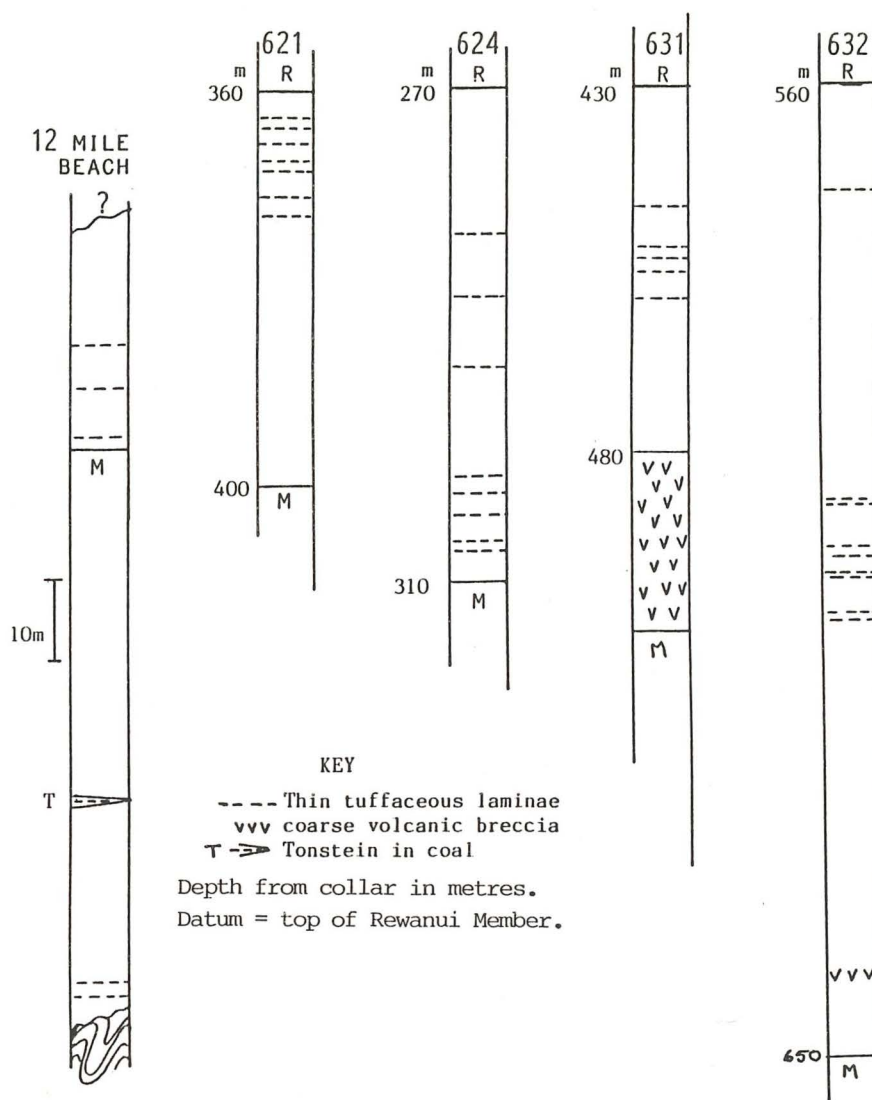 621
m R
360
400
M
624
m R
270
310
M
631
m R
430
480
M
632
m R
560
650
M
12 MILE
BEACH
?
M
10m
T
KEY
Thin tuffaceous laminae
vvv coarse volcanic breccia
T Tonstein in coal
Depth from collar in metres.
Datum = top of Rewanui Member.